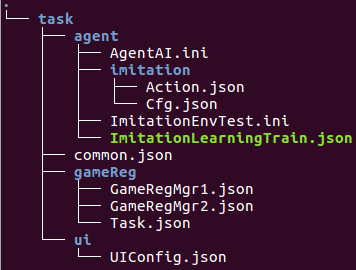 .
└── task
    ├── agent
    │   ├── AgentAI.ini
    │   ├── imitation
    │   │   ├── Action.json
    │   │   └── Cfg.json
    │   ├── ImitationEnvTest.ini
    │   └── ImitationLearningTrain.json
    ├── common.json
    ├── gameReg
    │   ├── GameRegMgr1.json
    │   ├── GameRegMgr2.json
    │   └── Task.json
    └── ui
        └── UIConfig.json